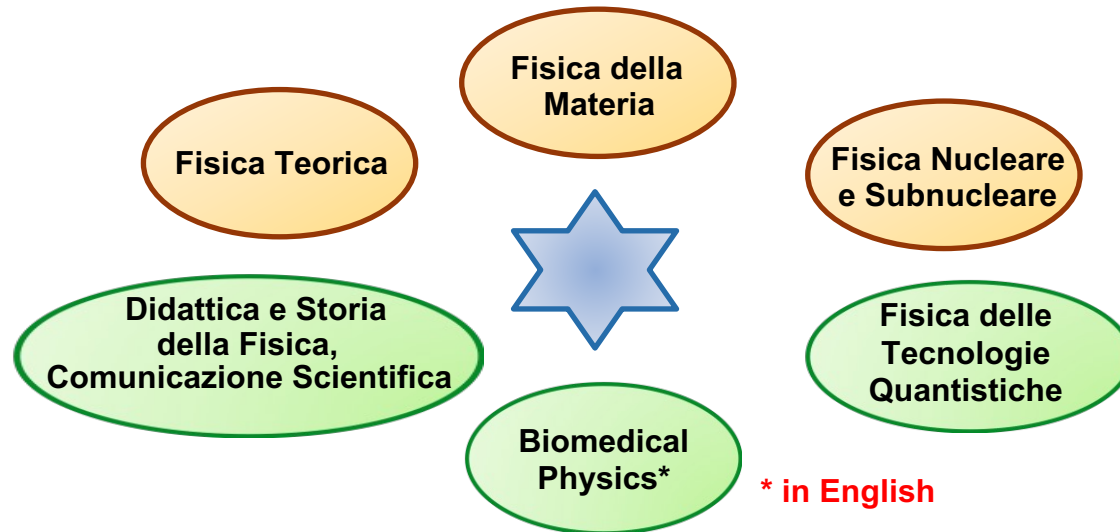 Fisica della
Materia
Fisica Teorica
Fisica Nucleare
e Subnucleare
Didattica e Storia
della Fisica,
Comunicazione Scientifica
Fisica delle
Tecnologie
Quantistiche
Biomedical
Physics*
* in English